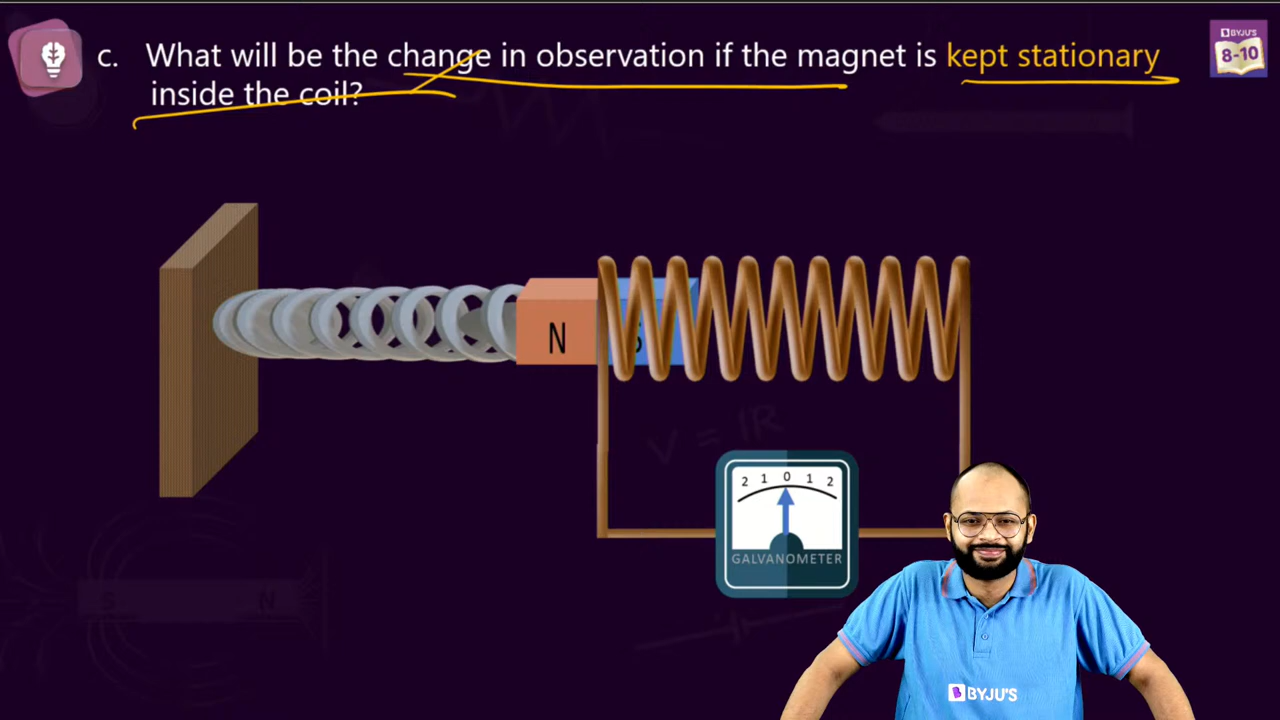 c. What will be the change in observation if the magnet is kept stationary
inside the coil?
BYJU'S
8-10
N
S
V = IR
2 1 0 1 2
GALVANOMETER
S N
BYJU'S